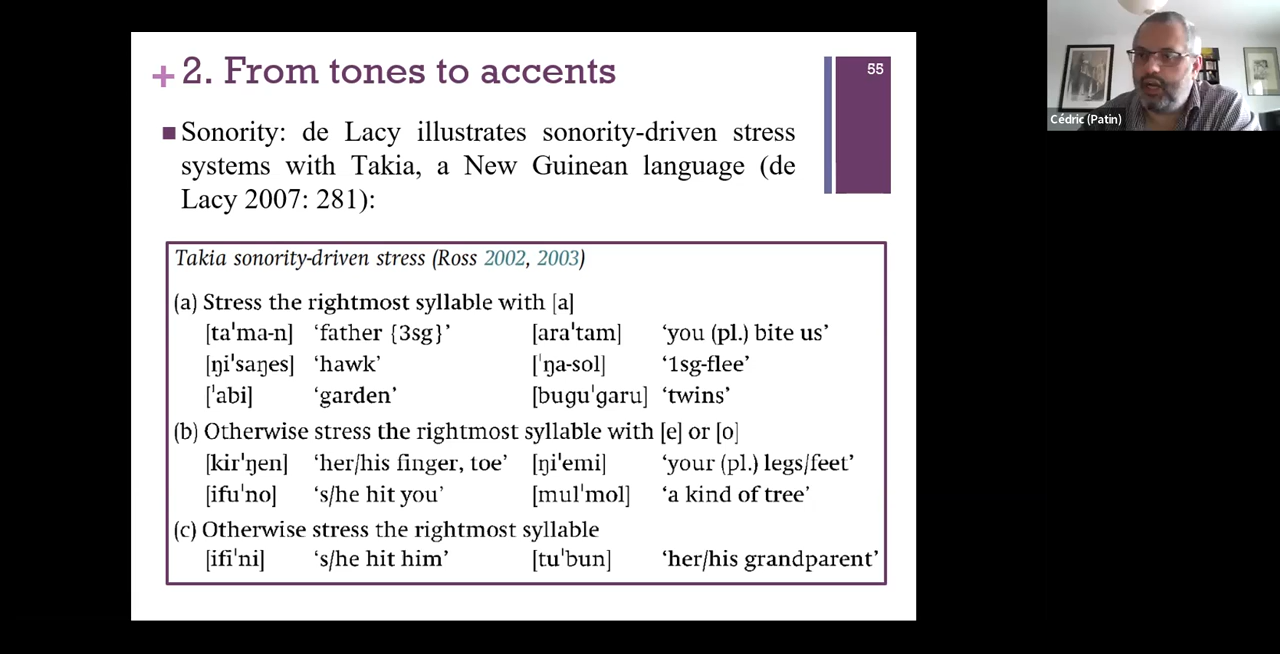 + 2. From tones to accents
55
Cédric (Patin)
■ Sonority: de Lacy illustrates sonority-driven stress
systems with Takia, a New Guinean language (de
Lacy 2007: 281):
Takia sonority-driven stress (Ross 2002, 2003)
(a) Stress the rightmost syllable with [a]
[taˈma-n] ‘father {3sg}’ [araˈtam] ‘you (pl.) bite us’
[ŋiˈsaŋes] ‘hawk’ [ˈŋa-sol] ‘1sg-flee’
[ˈabi] ‘garden’ [buguˈgaru] ‘twins’
(b) Otherwise stress the rightmost syllable with [e] or [o]
[kirˈŋen] ‘her/his finger, toe’ [ŋiˈemi] ‘your (pl.) legs/feet’
[ifuˈno] ‘s/he hit you’ [mulˈmol] ‘a kind of tree’
(c) Otherwise stress the rightmost syllable
[ifiˈni] ‘s/he hit him’ [tuˈbun] ‘her/his grandparent’